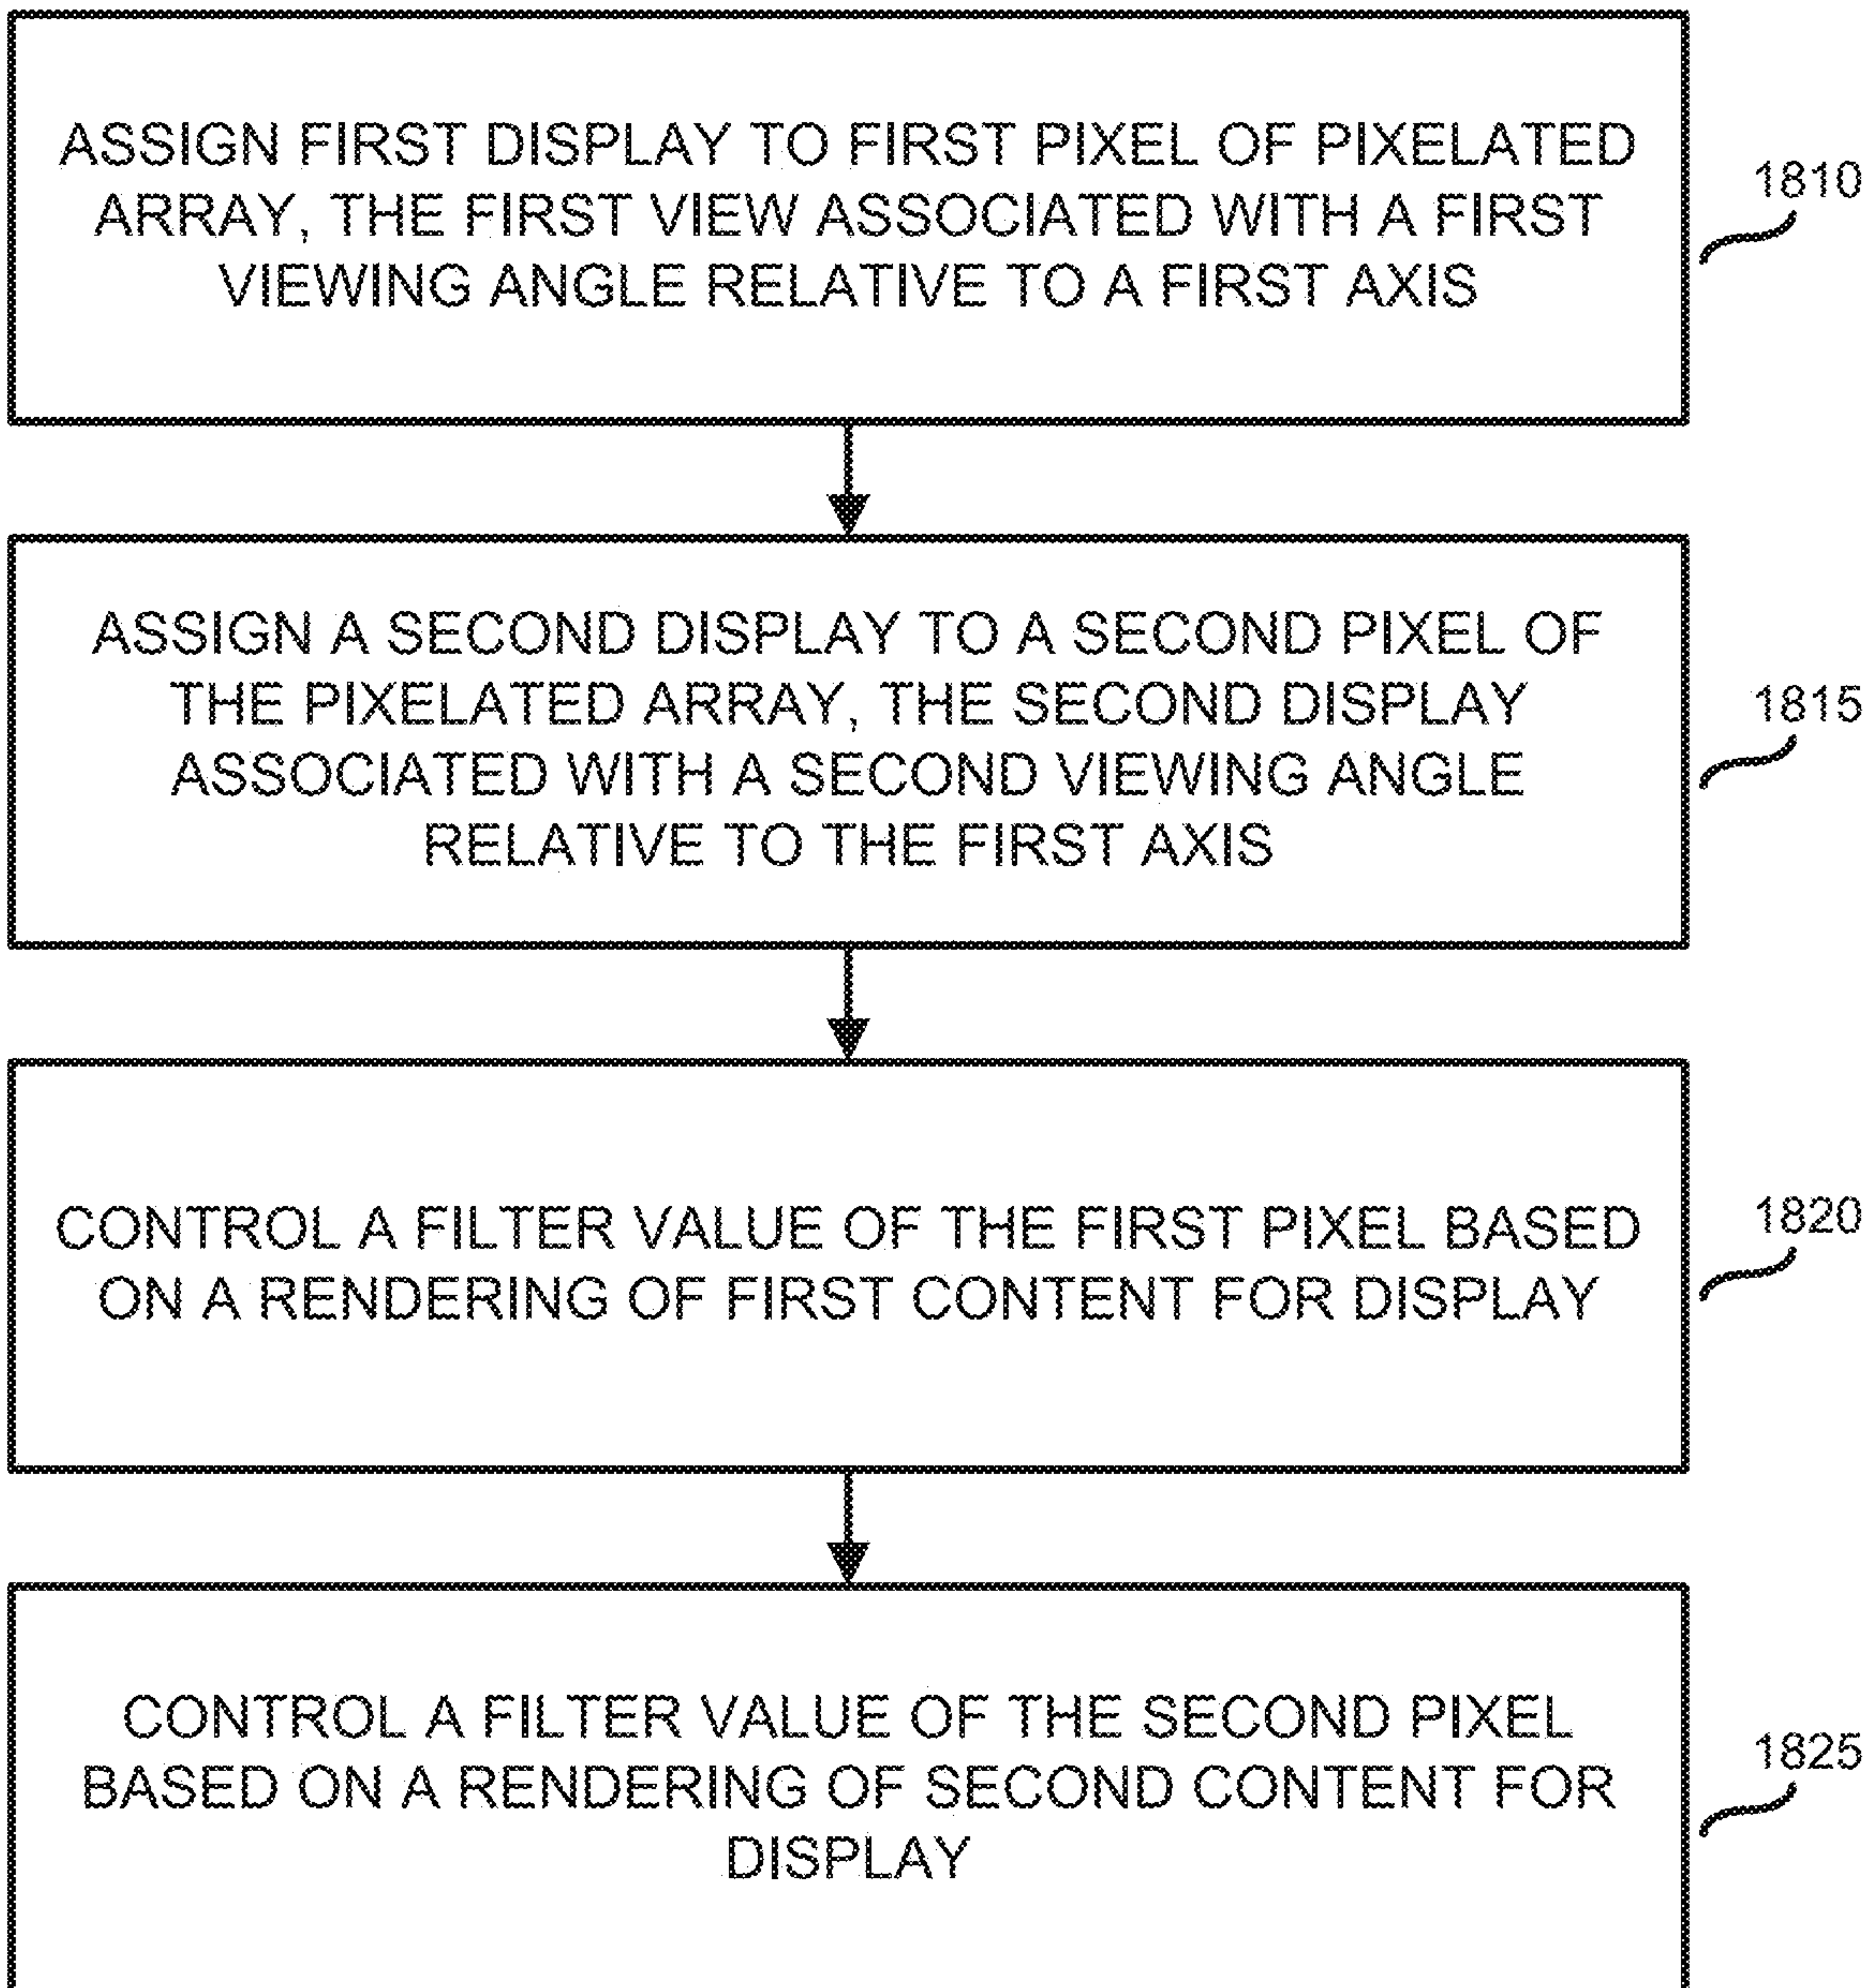 ASSIGN FIRST DISPLAY TO FIRST PIXEL OF PIXELATED
ARRAY, THE FIRST VIEW ASSOCIATED WITH A FIRST
VIEWING ANGLE RELATIVE TO A FIRST AXIS
1810
ASSIGN A SECOND DISPLAY TO A SECOND PIXEL OF
THE PIXELATED ARRAY, THE SECOND DISPLAY
ASSOCIATED WITH A SECOND VIEWING ANGLE
RELATIVE TO THE FIRST AXIS
1815
CONTROL A FILTER VALUE OF THE FIRST PIXEL BASED
ON A RENDERING OF FIRST CONTENT FOR DISPLAY
1820
CONTROL A FILTER VALUE OF THE SECOND PIXEL
BASED ON A RENDERING OF SECOND CONTENT FOR
DISPLAY
1825